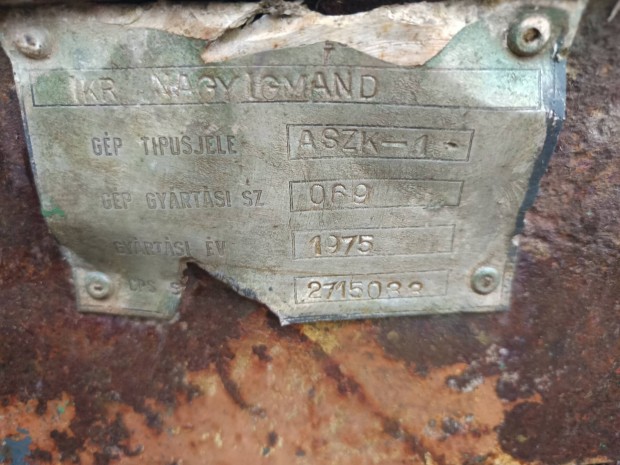 IKR NAGYIGMAND
GÉP TIPUSJELE ASZK-1
GÉP GYÁRTÁSI SZ 069
GYÁRTÁSI ÉV 1975